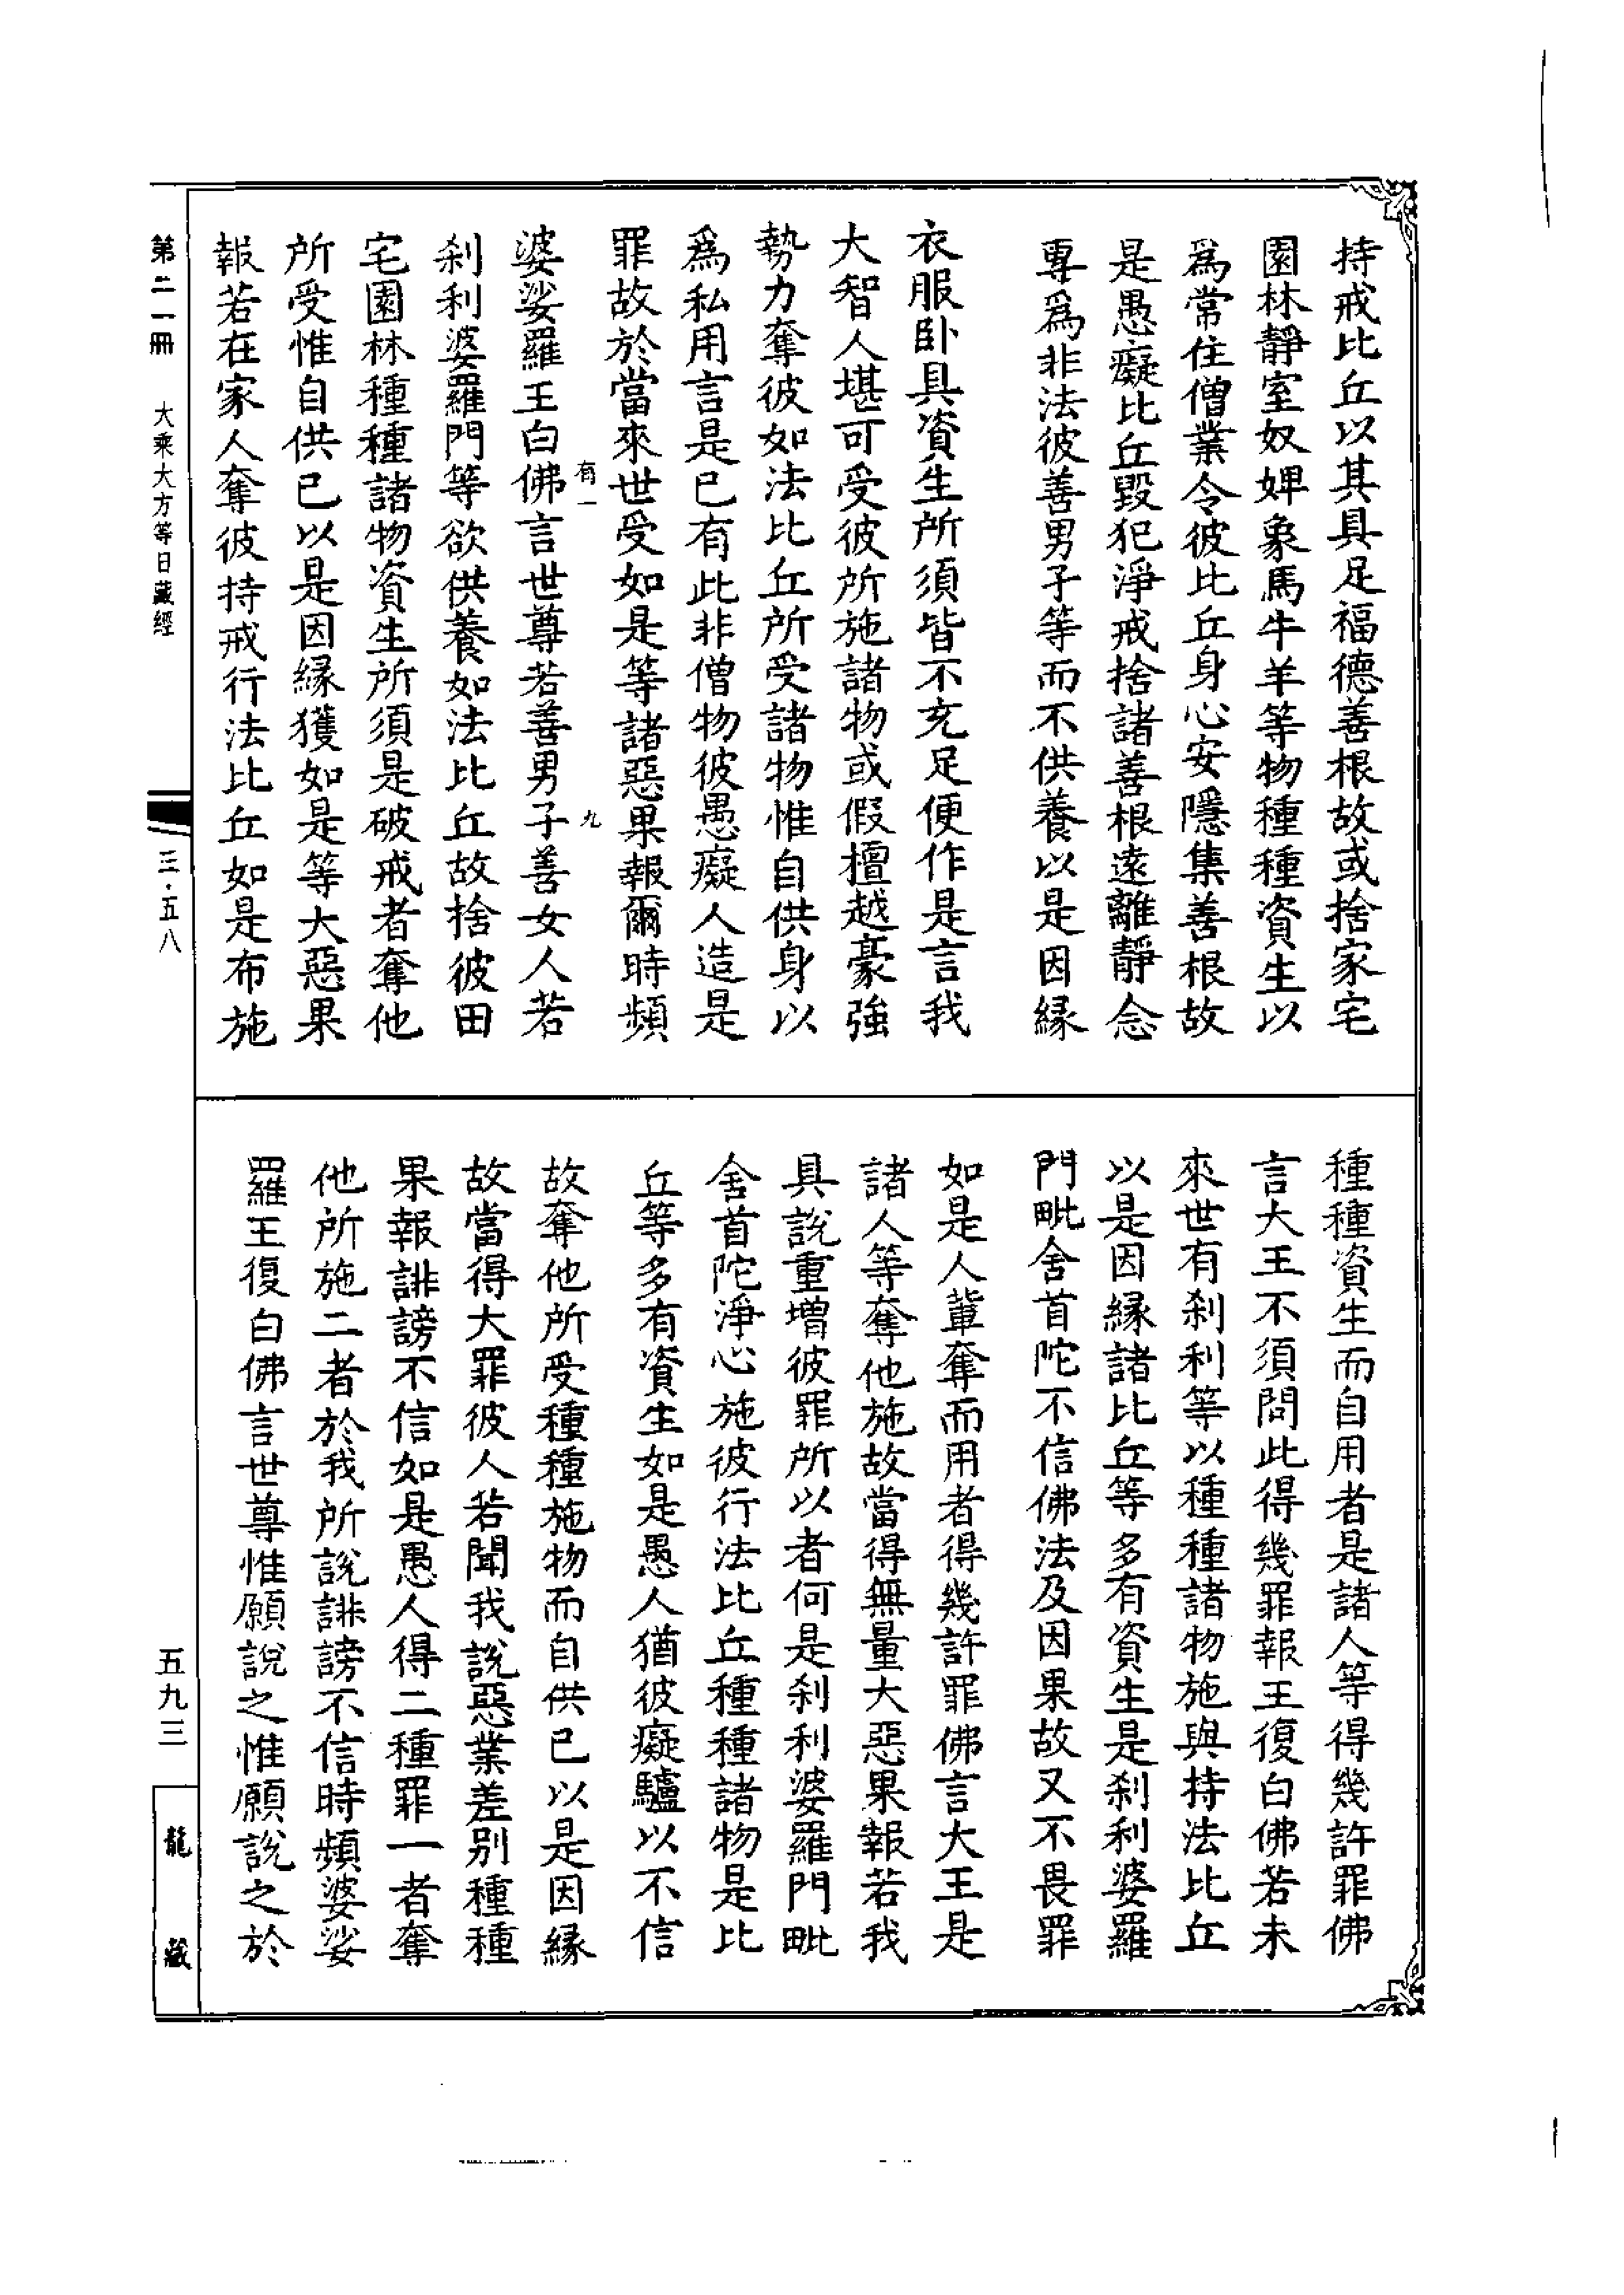 持戒比丘以其具足福德善根故或捨家宅
園林靜室奴婢象馬牛羊等物種種資生以
爲常住僧業令彼比丘身心安隱集善根故
是愚癡比丘毀犯淨戒捨諸善根遠離靜念
專爲非法彼善男子等而不供養以是因緣
衣服臥具資生所須皆不充足便作是言我
大智人堪可受彼所施諸物或假檀越豪強
勢力奪彼如法比丘所受諸物惟自供身以
爲私用言是已有此非僧物彼愚癡人造是
罪故於當來世受如是等諸惡果報爾時頻
有一
九
婆娑羅王白佛言世尊若善男子善女人若
剎利婆羅門等欲供養如法比丘故捨彼田
宅園林種種諸物資生所須是破戒者奪他
所受惟自供已以是因緣獲如是等大惡果
報若在家人奪彼持戒行法比丘如是布施
種種資生而自用者是諸人等得幾許罪佛
言大王不須問此得幾罪報王復白佛若未
來世有剎利等以種種諸物施與持法比丘
以是因緣諸比丘等多有資生是剎利婆羅
門毗舍首陀不信佛法及因果故又不畏罪
如是人輩奪而用者得幾許罪佛言大王是
諸人等奪他施故當得無量大惡果報若我
具說重增彼罪所以者何是剎利婆羅門毗
舍首陀淨心施彼行法比丘種種諸物是比
丘等多有資生如是愚人猶彼癡驢以不信
故奪他所受種種施物而自供已以是因緣
故當得大罪彼人若聞我說惡業差別種種
果報誹謗不信如是愚人得二種罪一者奪
他所施二者於我所說誹謗不信時頻婆娑
羅王復白佛言世尊惟願說之惟願說之於
第二一冊
大乘大方等日藏經
三·五八
五九三
龍藏